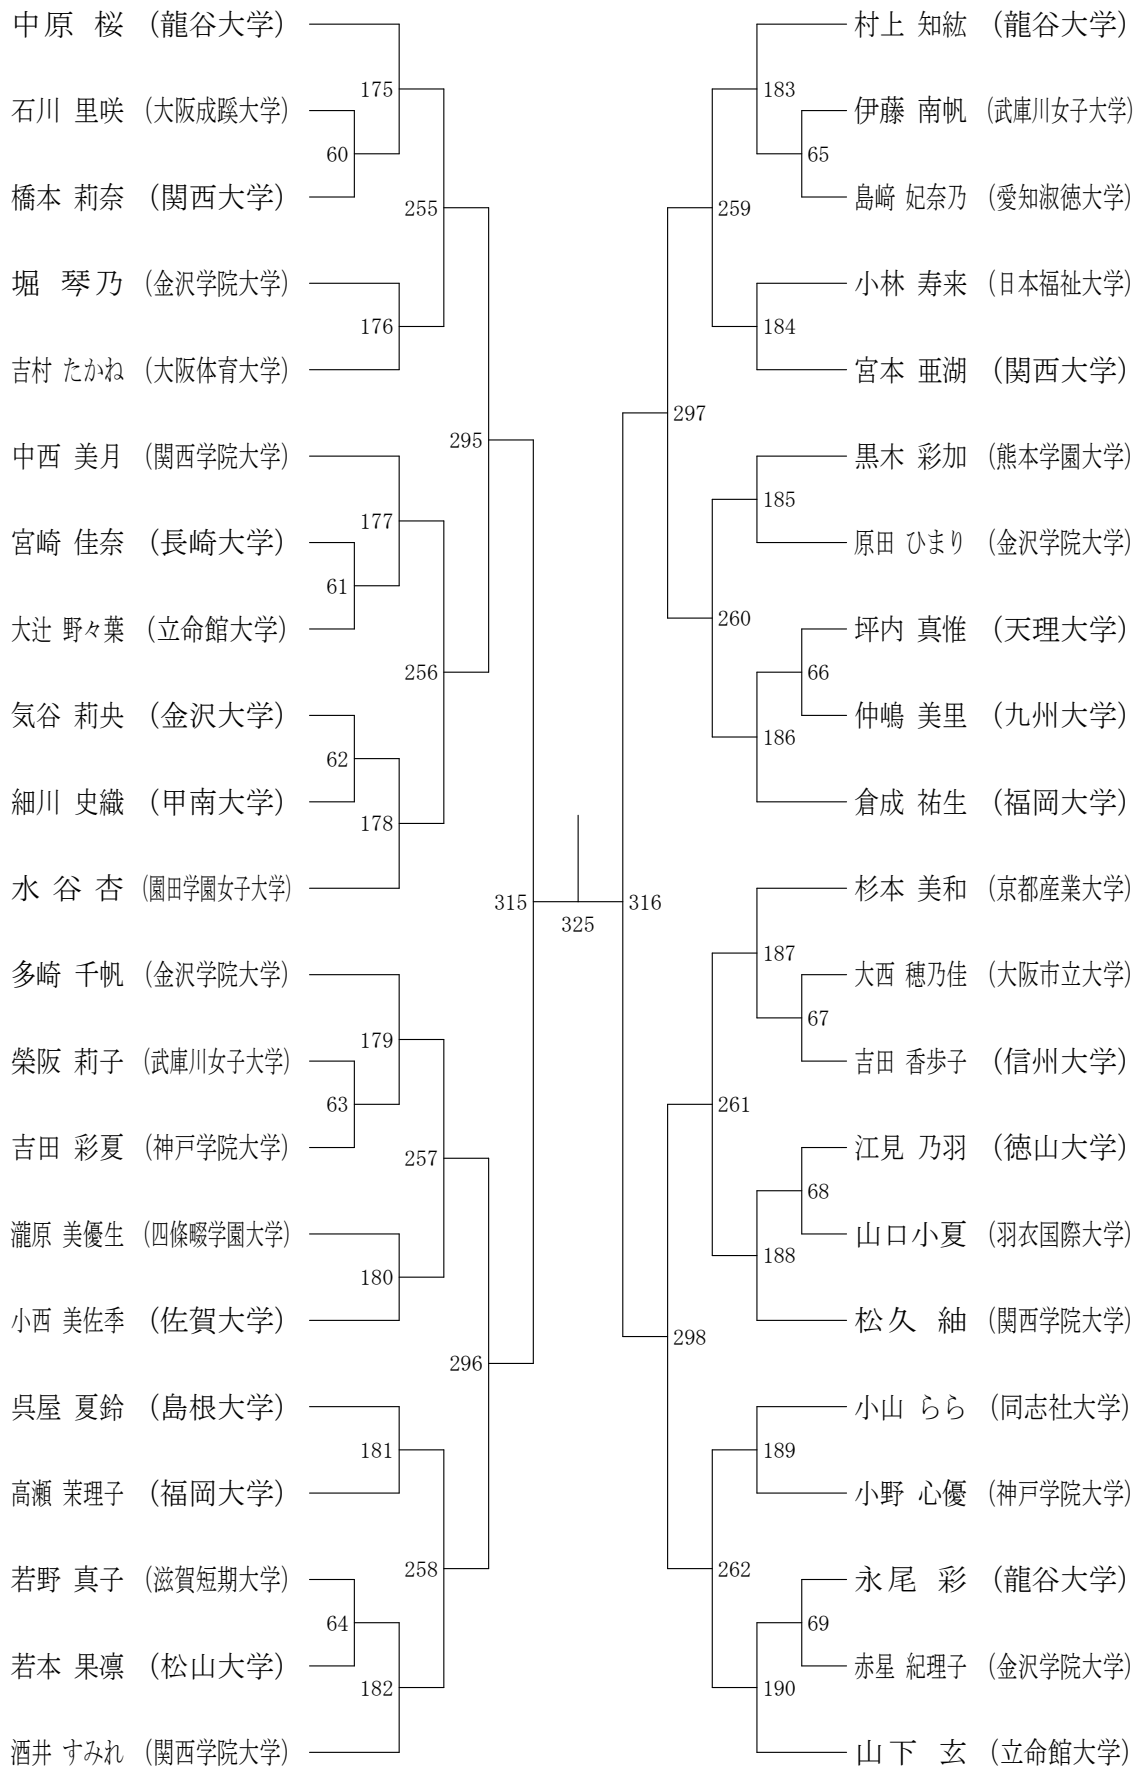 中原 桜 (龍谷大学)
175
石川 里咲 (大阪成蹊大学)
60
橋本 莉奈 (関西大学)
255
堀 琴乃 (金沢学院大学)
176
吉村 たかね (大阪体育大学)
295
中西 美月 (関西学院大学)
177
宮崎 佳奈 (長崎大学)
61
大辻 野々葉 (立命館大学)
256
気谷 莉央 (金沢大学)
62
細川 史織 (甲南大学)
178
水谷 杏 (園田学園女子大学)
315
多崎 千帆 (金沢学院大学)
179
榮阪 莉子 (武庫川女子大学)
63
吉田 彩夏 (神戸学院大学)
257
瀧原 美優生 (四條畷学園大学)
180
小西 美佐季 (佐賀大学)
296
呉屋 夏鈴 (島根大学)
181
高瀬 茉理子 (福岡大学)
258
若野 真子 (滋賀短期大学)
64
若本 果凛 (松山大学)
182
酒井 すみれ (関西学院大学)
325
村上 知紘 (龍谷大学)
183
伊藤 南帆 (武庫川女子大学)
65
島﨑 妃奈乃 (愛知淑徳大学)
259
小林 寿来 (日本福祉大学)
184
宮本 亜湖 (関西大学)
297
黒木 彩加 (熊本学園大学)
185
原田 ひまり (金沢学院大学)
260
坪内 真惟 (天理大学)
66
仲嶋 美里 (九州大学)
186
倉成 祐生 (福岡大学)
杉本 美和 (京都産業大学)
316
187
大西 穂乃佳 (大阪市立大学)
67
吉田 香歩子 (信州大学)
261
江見 乃羽 (徳山大学)
68
山口小夏 (羽衣国際大学)
188
松久 紬 (関西学院大学)
298
小山 らら (同志社大学)
189
小野 心優 (神戸学院大学)
262
永尾 彩 (龍谷大学)
69
赤星 紀理子 (金沢学院大学)
190
山下 玄 (立命館大学)